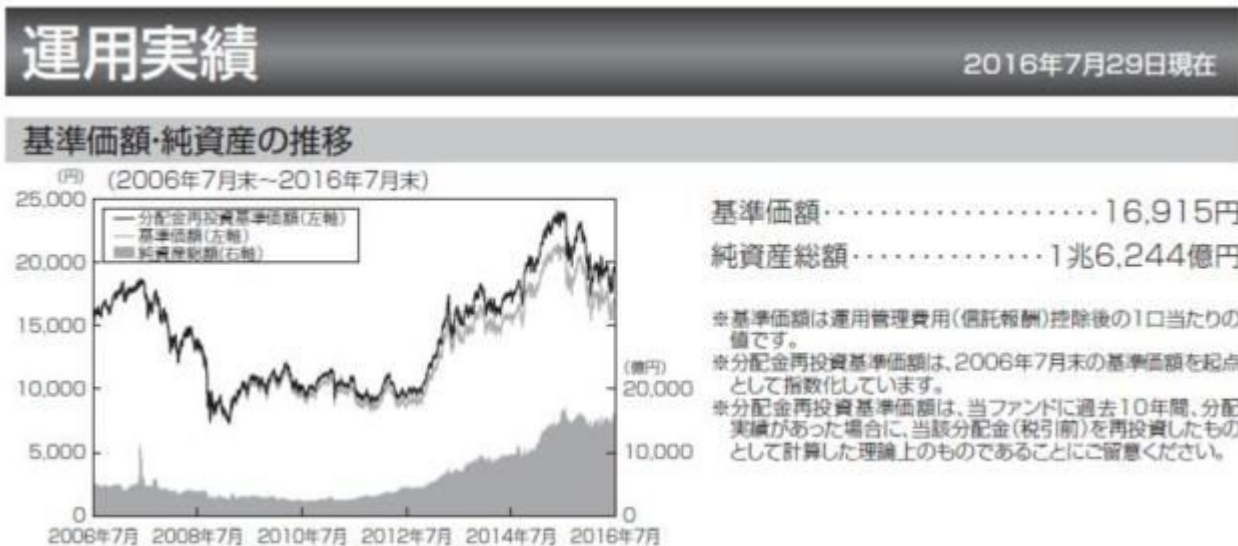 運用実績
2016年7月29日現在
基準価額・純資産の推移
(円) (2006年7月末~2016年7月末)
25,000
20,000
15,000
10,000
5,000
0
分配金再投資基準価額(左軸)
基準価額(左軸)
純資産総額(右軸)
(億円)
20,000
10,000
0
2006年7月 2008年7月 2010年7月 2012年7月 2014年7月 2016年7月
基準価額・・・・・・・・・・・・・・・・・・・・16,915円
純資産総額・・・・・・・・・・・・・・1兆6,244億円
※基準価額は運用管理費用(信託報酬)控除後の1口当たりの
値です。
※分配金再投資基準価額は、2006年7月末の基準価額を起点
として指数化しています。
※分配金再投資基準価額は、当ファンドに過去10年間、分配
実績があった場合に、当該分配金(税引前)を再投資したもの
として計算した理論上のものであることにご留意ください。